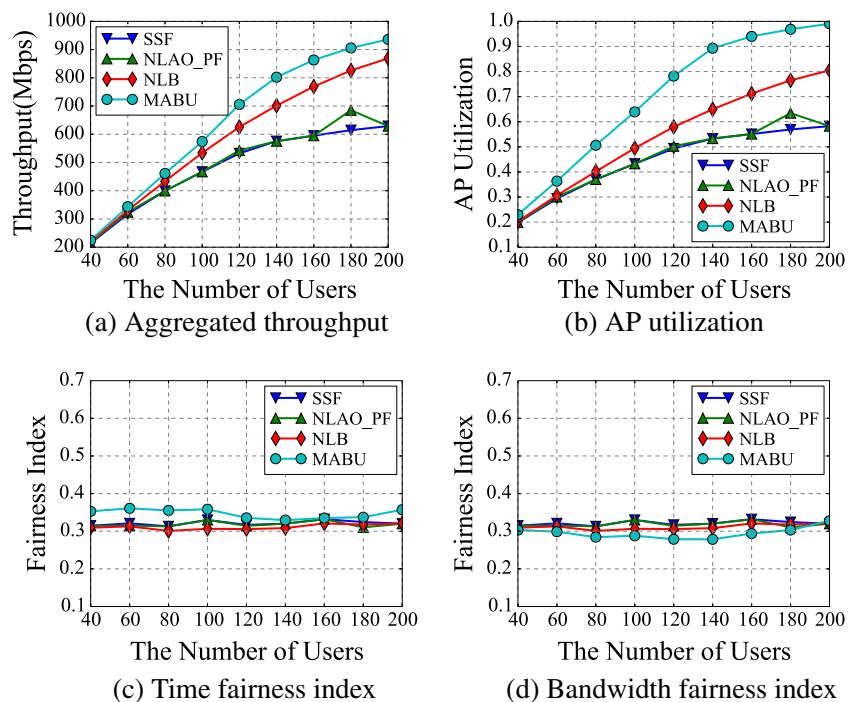 Throughput(Mbps)
1000
900
800
700
600
500
400
300
200
SSF
NLAO_PF
NLB
MABU
40 60 80 100 120 140 160 180 200
The Number of Users
(a) Aggregated throughput
AP Utilization
1.0
0.9
0.8
0.7
0.6
0.5
0.4
0.3
0.2
0.1
SSF
NLAO_PF
NLB
MABU
40 60 80 100 120 140 160 180 200
The Number of Users
(b) AP utilization
Fairness Index
0.7
0.6
0.5
0.4
0.3
0.2
0.1
SSF
NLAO_PF
NLB
MABU
40 60 80 100 120 140 160 180 200
The Number of Users
(c) Time fairness index
Fairness Index
0.7
0.6
0.5
0.4
0.3
0.2
0.1
SSF
NLAO_PF
NLB
MABU
40 60 80 100 120 140 160 180 200
The Number of Users
(d) Bandwidth fairness index